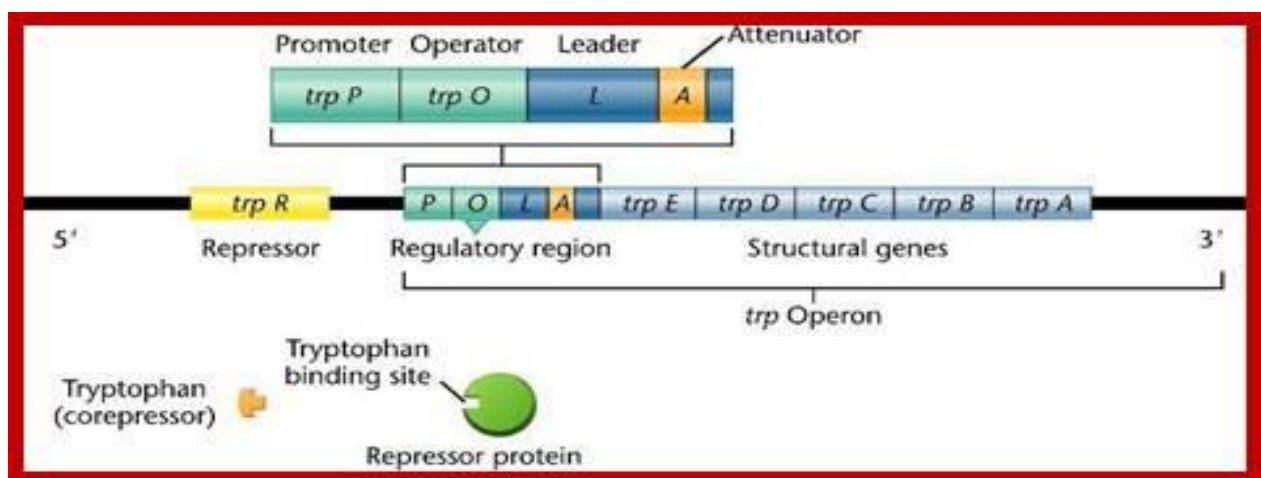 Promoter Operator Leader Attenuator
trp P trp O L A
trp R P O L A trp E trp D trp C trp B trp A
5' Repressor Regulatory region Structural genes 3'
trp Operon
Tryptophan
binding site
Tryptophan
(corepressor)
Repressor protein